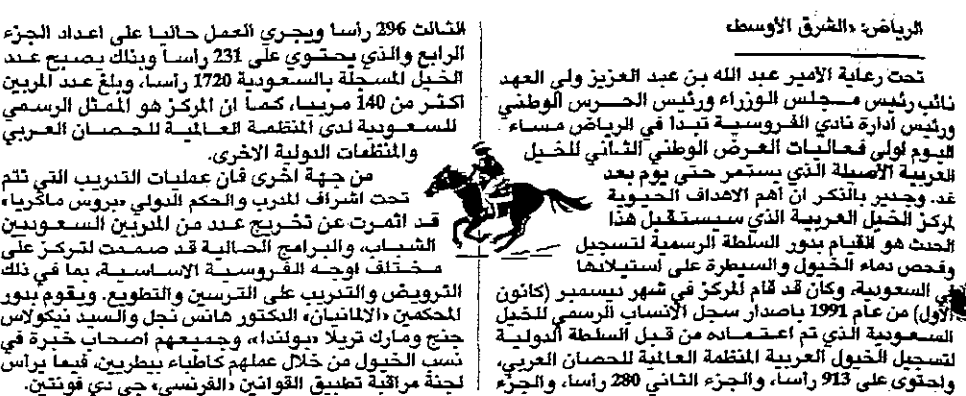 الرياض: «الشرق الأوسط»
تحت رعاية الأمير عبد الله بن عبد العزيز ولي العهد
نائب رئيس مجلس الوزراء ورئيس الحرس الوطني
ورئيس ادارة نادي الفروسية تبدأ في الرياض مساء
اليوم اولى فعاليات العرض الوطني الثاني للخيل
العربية الأصيلة الذي يستمر حتى يوم بعد
غد. وجدير بالذكر ان أهم الاهداف الحيوية
لمركز الخيل العربية الذي سيستقبل هذا
الحدث هو القيام بدور السلطة الرسمية لتسجيل
وفحص دماء الخيول والسيطرة على استيلادها
في السعودية، وكان قد قام المركز في شهر ديسمبر (كانون
الأول) من عام 1991 باصدار سجل الأنساب الرسمي للخيل
السعودية الذي تم اعتماده من قبل السلطة الدولية
لتسجيل الخيول العربية المنظمة العالمية للحصان العربي،
واحتوى على 913 رأسا، والجزء الثاني 280 رأسا، والجزء
الثالث 296 رأسا ويجري العمل حاليا على اعداد الجزء
الرابع والذي يحتوي على 231 رأسا وبذلك يصبح عدد
الخيل المسجلة بالسعودية 1720 رأسا، وبلغ عدد المربين
اكثر من 140 مربيا، كما ان المركز هو الممثل الرسمي
للسعودية لدى المنظمة العالمية للحصان العربي
والمنظمات الدولية الاخرى.
من جهة اخرى فان عمليات التدريب التي تتم
تحت اشراف المدرب والحكم الدولي «بروس ماكريا»
قد اثمرت عن تخريج عدد من المدربين السعوديين
الشباب، والبرامج الحالية قد صممت لتركز على
مختلف اوجه الفروسية الاساسية، بما في ذلك
الترويض والتدريب على الترسين والتطويع. ويقوم بدور
المحكمين «الالمانيان» الدكتور هانس نجل والسيد نيكولاس
جنج ومارك تريلا «بولندا»، وجميعهم اصحاب خبرة في
نسب الخيول من خلال عملهم كاطباء بيطريين، فيما يراس
لجنة مراقبة تطبيق القوانين «الفرنسي» جي دي فونتين.